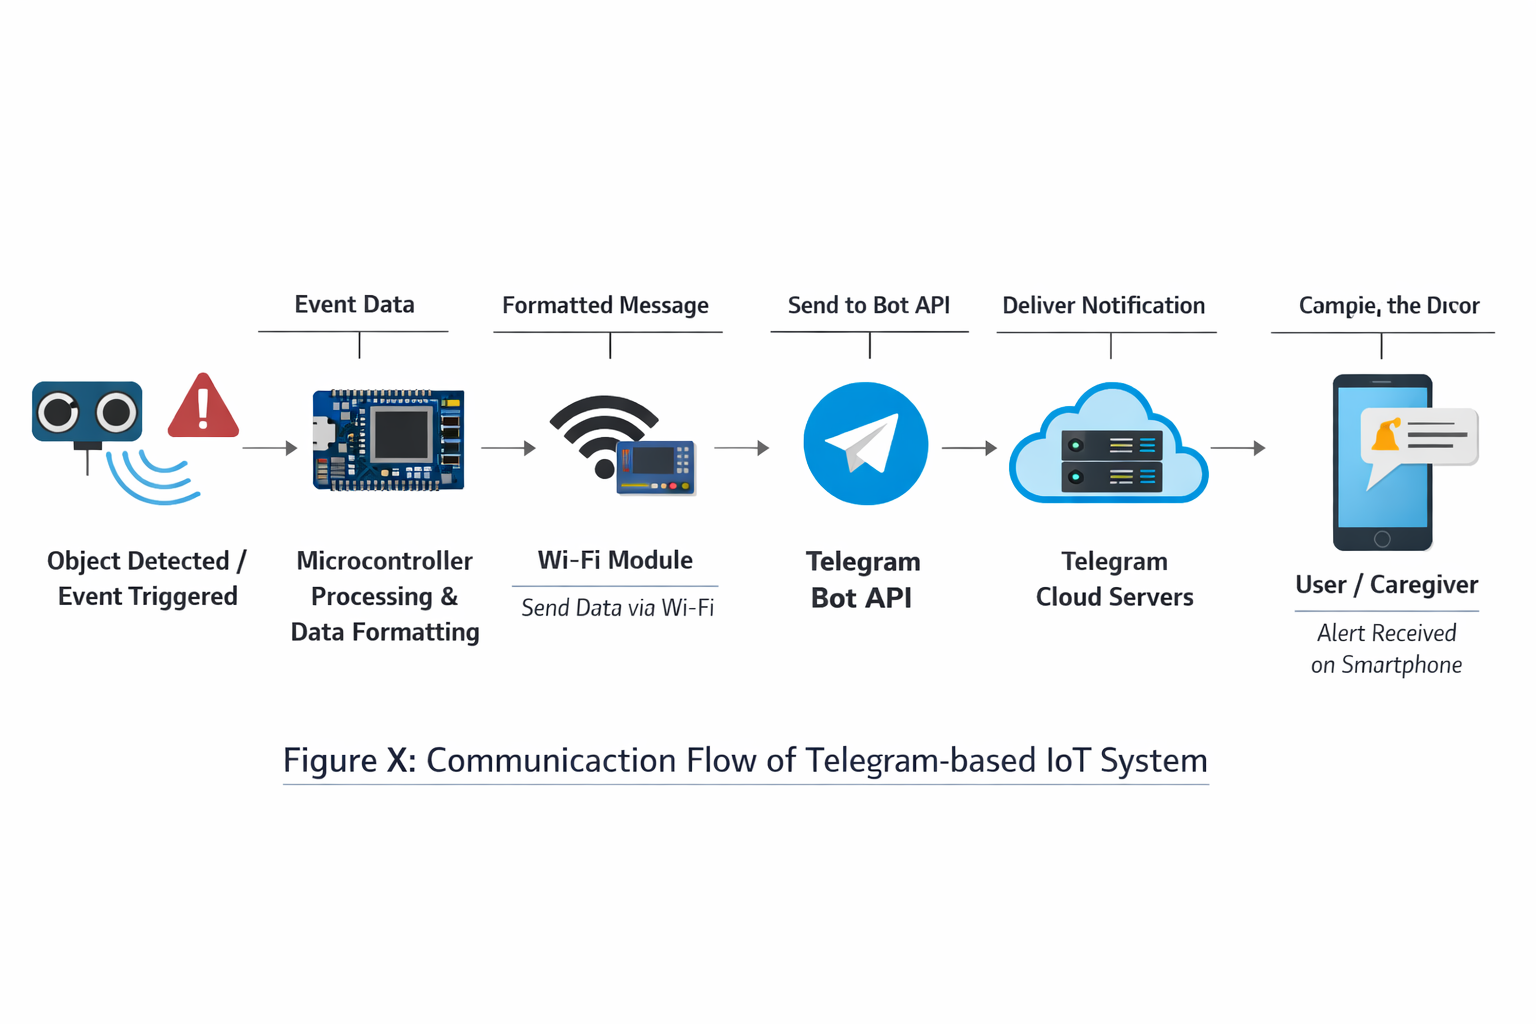 Event Data
Formatted Message
Send to Bot API
Deliver Notification
the
Object Detected /
Event Triggered
Microcontroller
Processing &
Data Formatting
Wi-Fi Module
Send Data via Wi-Fi
Telegram
Bot API
Telegram
Cloud Servers
User / Caregiver
Alert Received
on Smartphone
Figure X: Communicaction Flow of Telegram-based IoT System